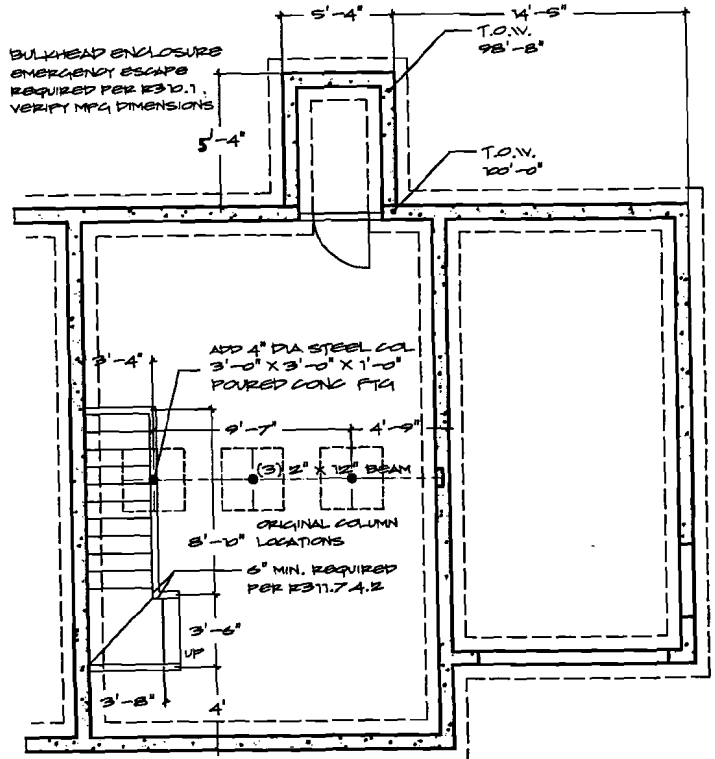 5'-4"
14'-5"
BULKHEAD ENCLOSURE
EMERGENCY ESCAPE
REQUIRED PER R310.1.
VERIFY MFG DIMENSIONS
T.O.W.
98'-8"
5'-4"
T.O.W.
100'-0"
3'-4"
ADD 4" DIA STEEL COL
3'-0" X 3'-0" X 1'-0"
POURED CONC FTG
9'-7"
4'-9"
(3) 2" X 12" BEAM
ORIGINAL COLUMN
LOCATIONS
8'-10"
6" MIN. REQUIRED
PER R311.7.4.2
3'-6"
UP
3'-8"
4'